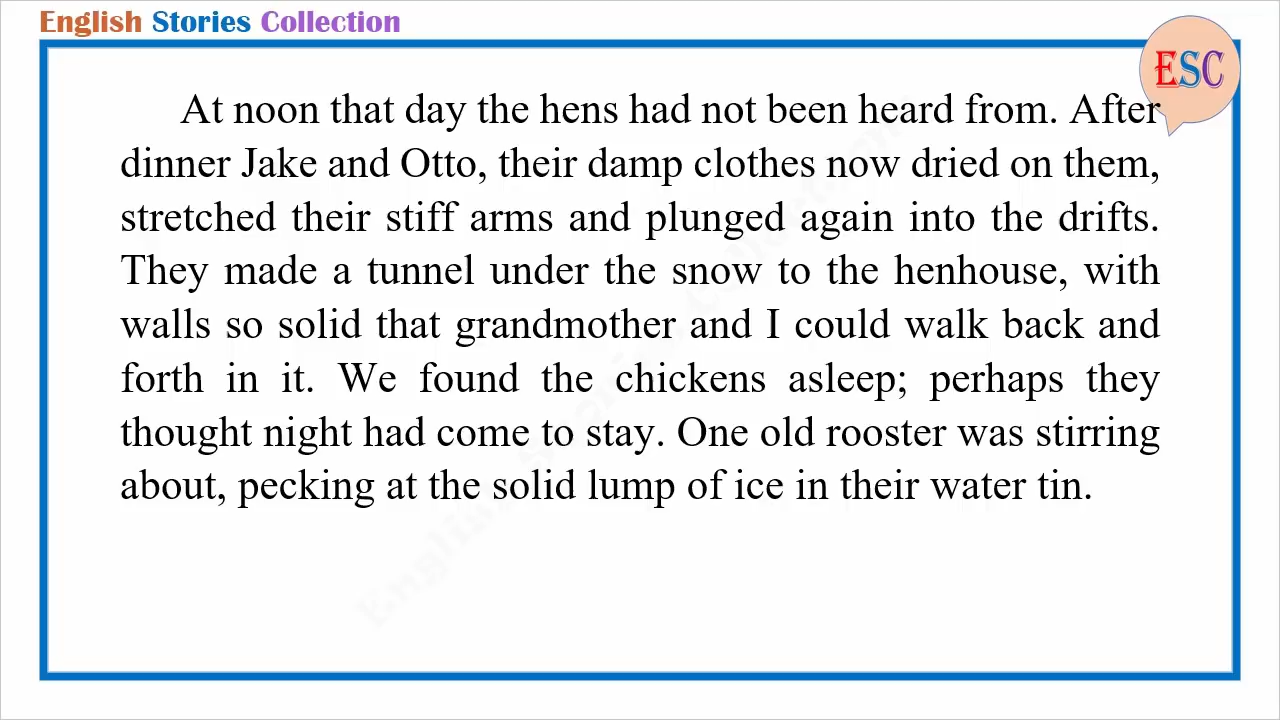 English Stories Collection
ESC
At noon that day the hens had not been heard from. After
dinner Jake and Otto, their damp clothes now dried on them,
stretched their stiff arms and plunged again into the drifts.
They made a tunnel under the snow to the henhouse, with
walls so solid that grandmother and I could walk back and
forth in it. We found the chickens asleep; perhaps they
thought night had come to stay. One old rooster was stirring
about, pecking at the solid lump of ice in their water tin.